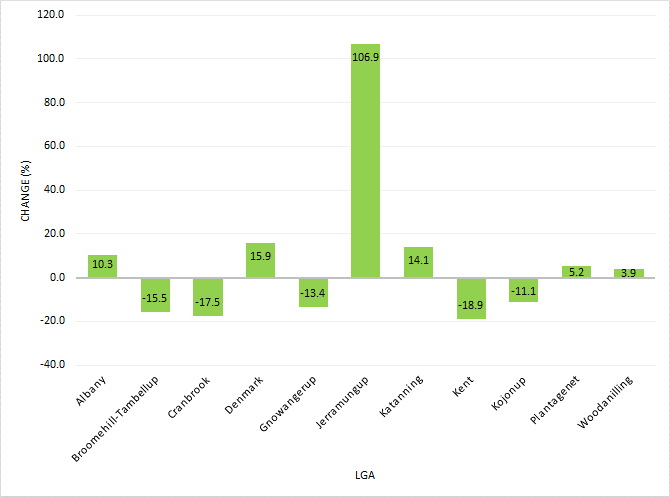 120.0
100.0
80.0
60.0
40.0
20.0
0.0
-20.0
-40.0
CHANGE (%)
10.3
-15.5
-17.5
15.9
-13.4
106.9
14.1
-18.9
-11.1
5.2
3.9
Albany
Broomehill-Tambellup
Cranbrook
Denmark
Gnowangerup
Jerramungup
Katanning
Kent
Kojonup
Plantagenet
Woodanilling
LGA